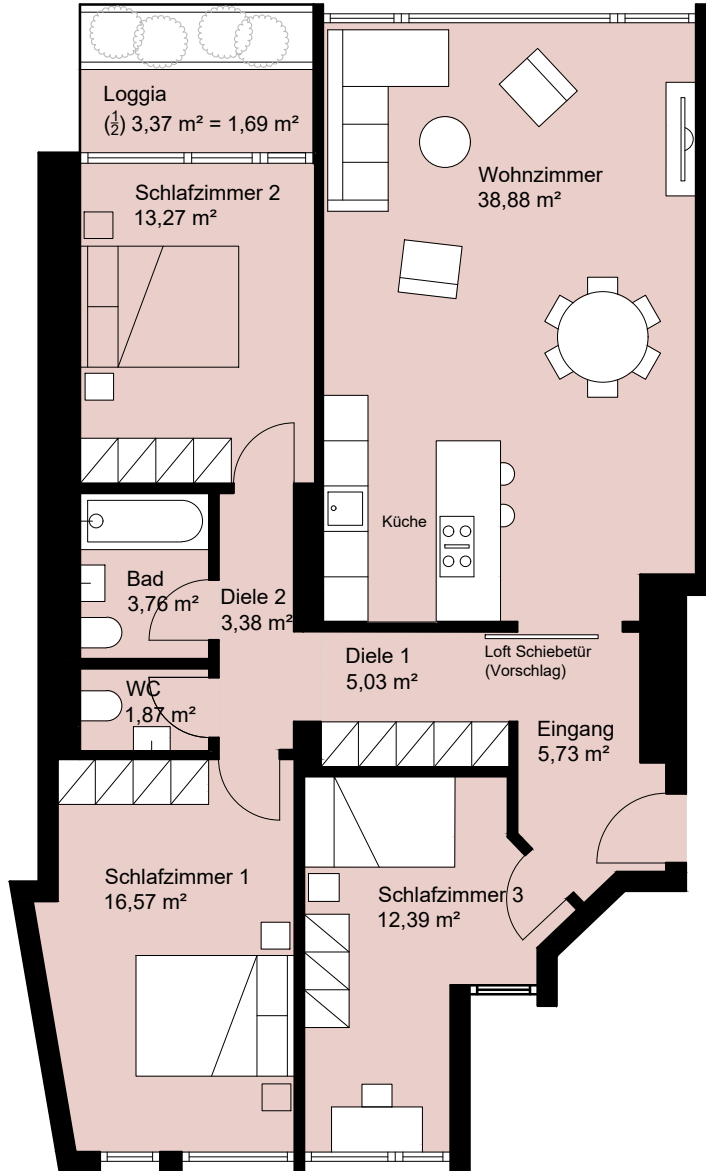 Loggia
(½) 3,37 m² = 1,69 m²
Schlafzimmer 2
13,27 m²
Wohnzimmer
38,88 m²
Küche
Bad
3,76 m²
Diele 2
3,38 m²
Diele 1
5,03 m²
Loft Schiebetür
(Vorschlag)
WC
1,87 m²
Eingang
5,73 m²
Schlafzimmer 1
16,57 m²
Schlafzimmer 3
12,39 m²